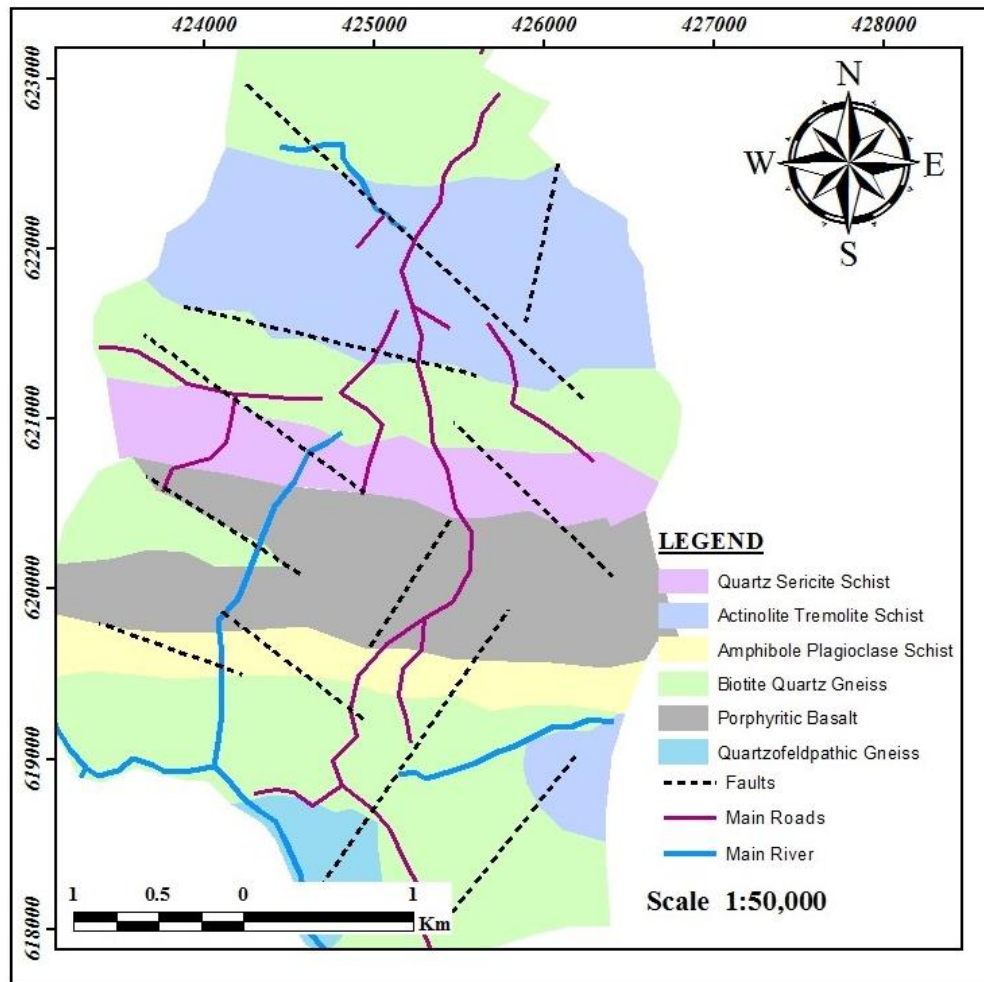 424000 425000 426000 427000 428000
623000
622000
621000
620000
619000
618000
N
W E
S
LEGEND
Quartz Sericite Schist
Actinolite Tremolite Schist
Amphibole Plagioclase Schist
Biotite Quartz Gneiss
Porphyritic Basalt
Quartzofeldpathic Gneiss
Faults
Main Roads
Main River
Scale 1:50,000
1 0.5 0 1
Km